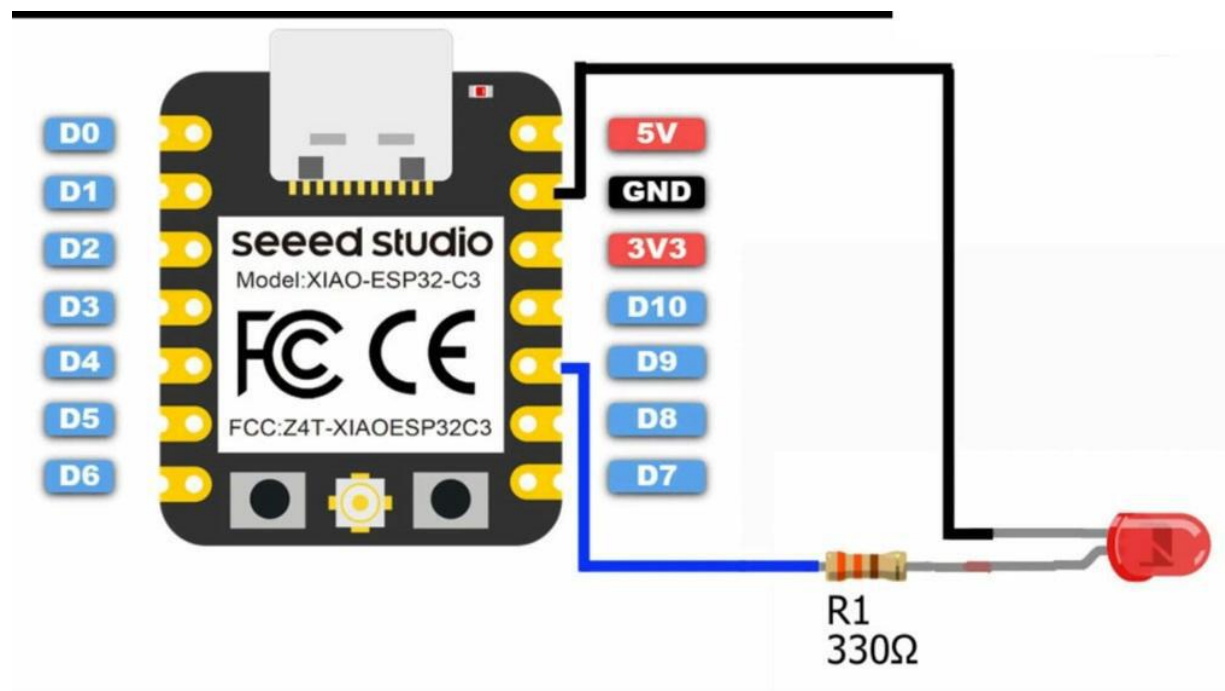 D0
D1
D2
D3
D4
D5
D6
5V
GND
3V3
D10
D9
D8
D7
seeed studio
Model:XIAO-ESP32-C3
FC CE
FCC:Z4T-XIAOESP32C3
R1
330Ω